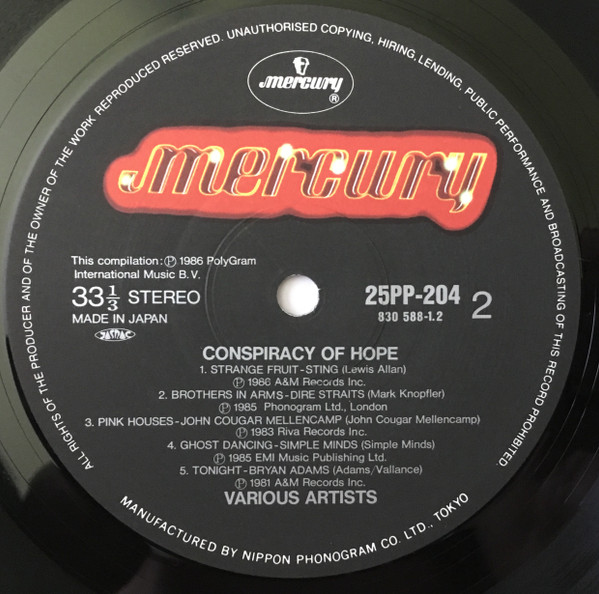 ALL RIGHTS OF THE PRODUCER AND OF THE OWNER OF THE WORK REPRODUCED RESERVED. UNAUTHORISED COPYING, HIRING, LENDING, PUBLIC PERFORMANCE AND BROADCASTING OF THIS RECORD PROHIBITED.
mercury
®
mercury
This compilation: Ⓟ 1986 PolyGram
International Music B.V.
33 1/3 STEREO
MADE IN JAPAN
JASRAC
25PP-204 2
830 588-1.2
CONSPIRACY OF HOPE
1. STRANGE FRUIT-STING (Lewis Allan)
Ⓟ 1986 A&M Records Inc.
2. BROTHERS IN ARMS-DIRE STRAITS (Mark Knopfler)
Ⓟ 1985 Phonogram Ltd., London
3. PINK HOUSES-JOHN COUGAR MELLENCAMP (John Cougar Mellencamp)
Ⓟ 1983 Riva Records Inc.
4. GHOST DANCING-SIMPLE MINDS (Simple Minds)
Ⓟ 1985 EMI Music Publishing Ltd.
5. TONIGHT-BRYAN ADAMS (Adams/Vallance)
Ⓟ 1981 A&M Records Inc.
VARIOUS ARTISTS
MANUFACTURED BY NIPPON PHONOGRAM CO. LTD., TOKYO